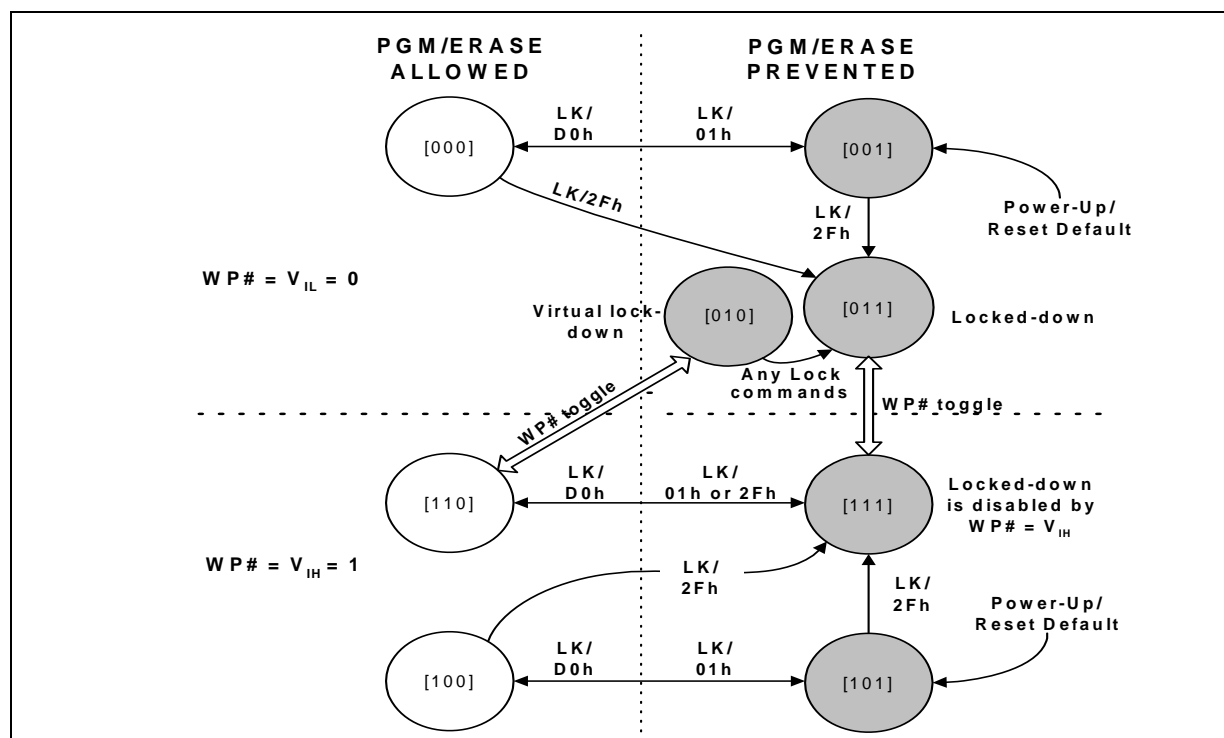 PGM/ERASE
ALLOWED
PGM/ERASE
PREVENTED
LK/
D0h
LK/
01h
[000]
[001]
LK/2Fh
LK/
2Fh
Power-Up/
Reset Default
WP# = VIL = 0
Virtual lock-
down
[010]
[011]
Locked-down
Any Lock
commands
WP# toggle
WP# toggle
LK/
D0h
LK/
01h or 2Fh
[110]
[111]
Locked-down
is disabled by
WP# = VIH
WP# = VIH = 1
LK/
2Fh
LK/
2Fh
Power-Up/
Reset Default
LK/
D0h
LK/
01h
[100]
[101]